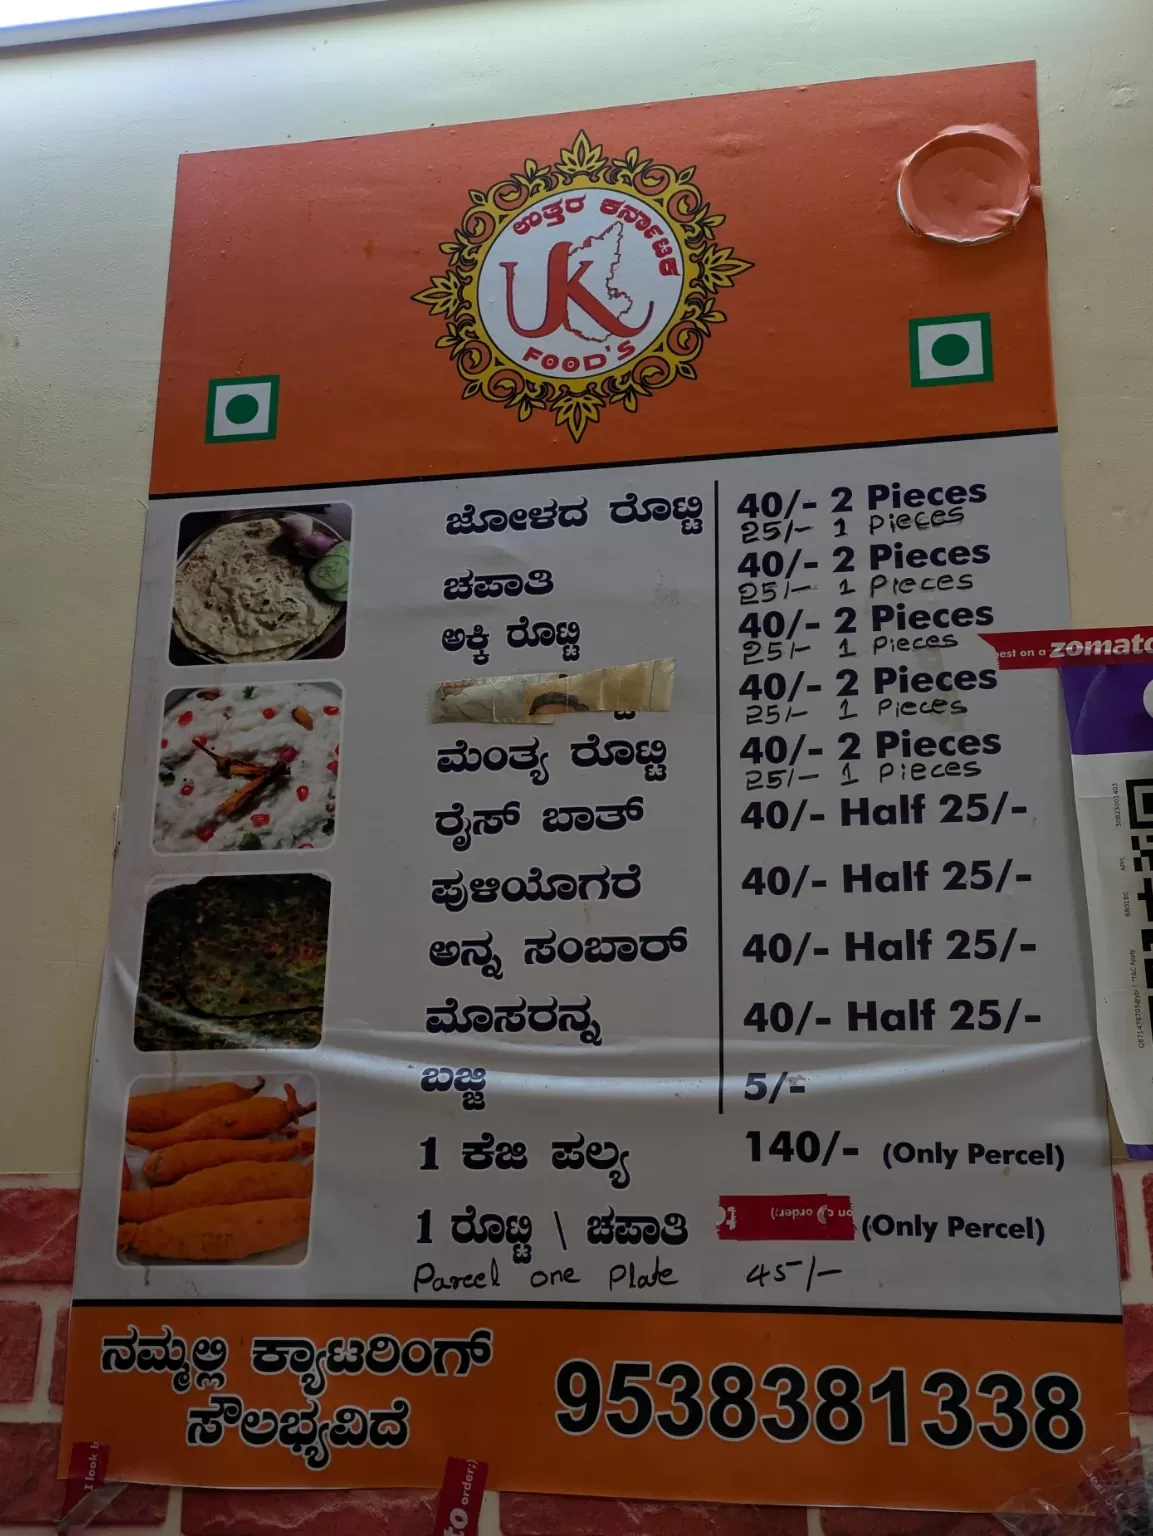 ಉತ್ತರ ಕರ್ನಾಟಕ
UK
FOOD'S
ಜೋಳದ ರೊಟ್ಟಿ 40/- 2 Pieces
25/- 1 Pieces
ಚಪಾತಿ 40/- 2 Pieces
25/- 1 Pieces
ಅಕ್ಕಿ ರೊಟ್ಟಿ 40/- 2 Pieces
25/- 1 Pieces
40/- 2 Pieces
25/- 1 Pieces
ಮೆಂತ್ಯ ರೊಟ್ಟಿ 40/- 2 Pieces
25/- 1 Pieces
ರೈಸ್ ಬಾತ್ 40/- Half 25/-
ಪುಳಿಯೊಗರೆ 40/- Half 25/-
ಅನ್ನ ಸಂಬಾರ್ 40/- Half 25/-
ಮೊಸರನ್ನ 40/- Half 25/-
ಬಜ್ಜಿ 5/-
1 ಕೆಜಿ ಪಲ್ಯ 140/- (Only Percel)
1 ರೊಟ್ಟಿ \ ಚಪಾತಿ (Only Percel)
Parcel one Plate 45/-
ನಮ್ಮಲ್ಲಿ ಕ್ಯಾಟರಿಂಗ್
ಸೌಲಭ್ಯವಿದೆ
9538381338
on a zomato
I look
order;)